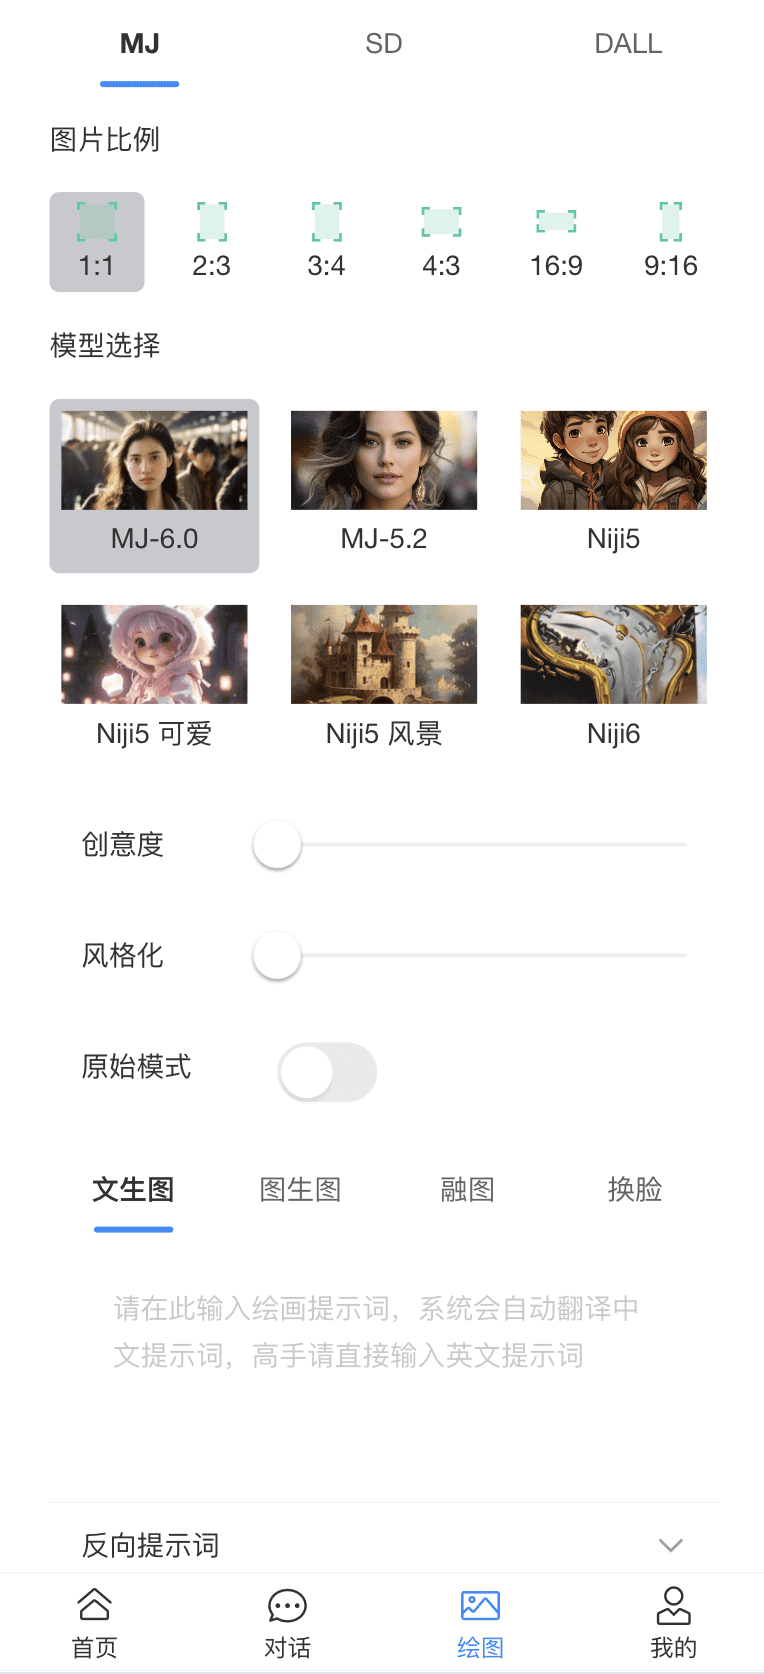 MJ
SD
DALL
图片比例
1:1
2:3
3:4
4:3
16:9
9:16
模型选择
MJ-6.0
MJ-5.2
Niji5
Niji5 可爱
Niji5 风景
Niji6
创意度
风格化
原始模式
文生图
图生图
融图
换脸
请在此输入绘画提示词，系统会自动翻译中
文提示词，高手请直接输入英文提示词
反向提示词
首页
对话
绘图
我的